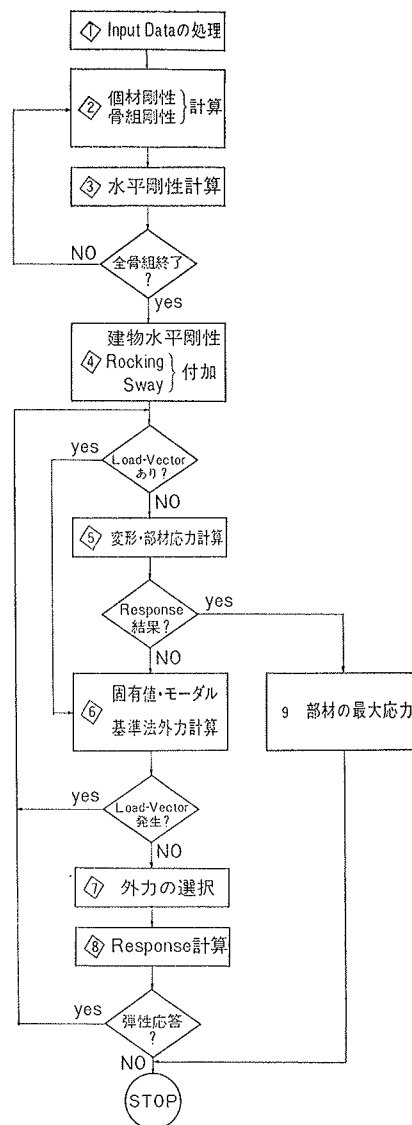 1 Input Dataの処理
2 個材剛性
骨組剛性 } 計算
3 水平剛性計算
NO
全骨組終了
?
yes
建物水平剛性
4 Rocking
Sway } 付加
yes
Load-Vector
あり?
NO
5 変形・部材応力計算
Response
結果?
yes
NO
6 固有値・モーダル
基準法外力計算
9 部材の最大応力
yes
Load-Vector
発生?
NO
7 外力の選択
8 Response計算
yes
弾性応答
?
NO
STOP